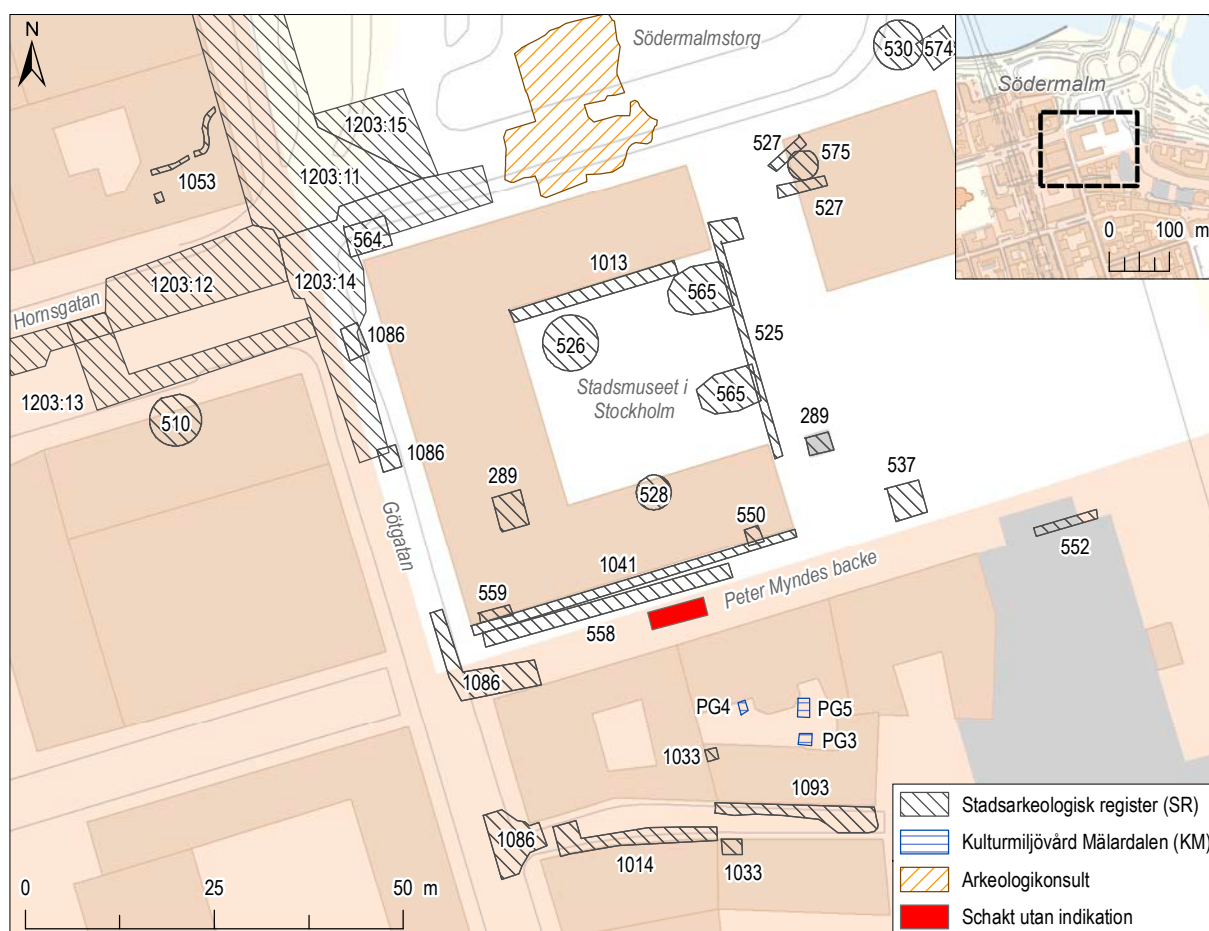 N
Södermalmstorg
530
574
Södermalm
0 100 m
1203:15
1053
1203:11
527
575
527
564
1013
1203:12
1203:14
565
Hornsgatan
1086
526
525
Stadsmuseet i
Stockholm
565
1203:13
510
289
1086
289
537
528
Götgatan
550
552
1041
Peter Myndes backe
559
558
1086
PG4
PG5
PG3
1033
1093
1086
1014
1033
Stadsarkeologisk register (SR)
Kulturmiljövård Mälardalen (KM)
Arkeologikonsult
Schakt utan indikation
0 25 50 m